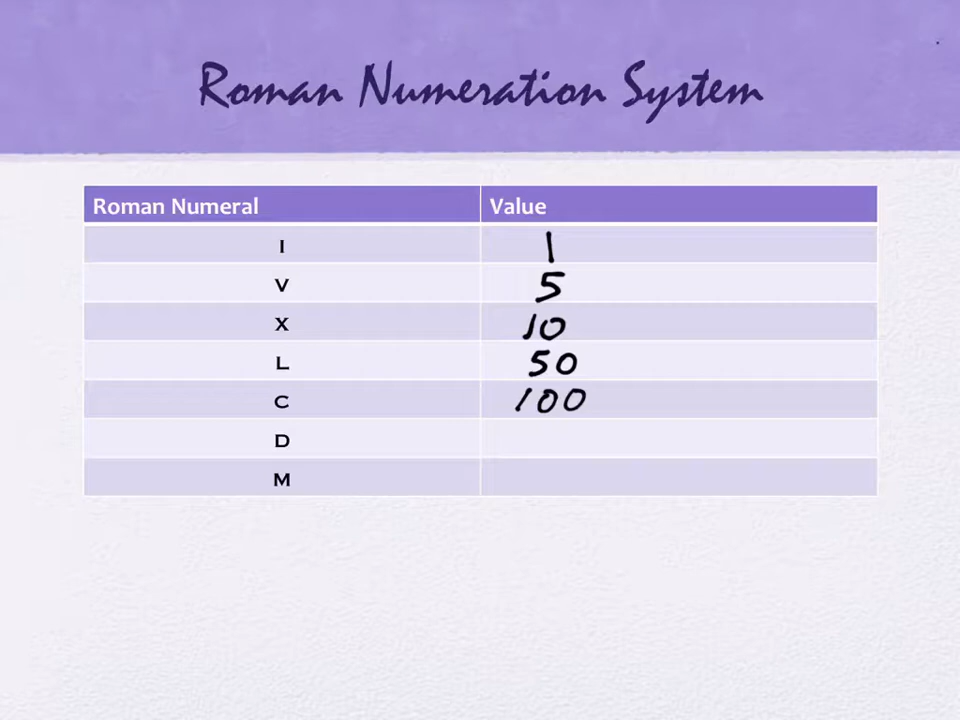 Roman Numeration System
Roman Numeral Value
I 1
V 5
X 10
L 50
C 100
D
M